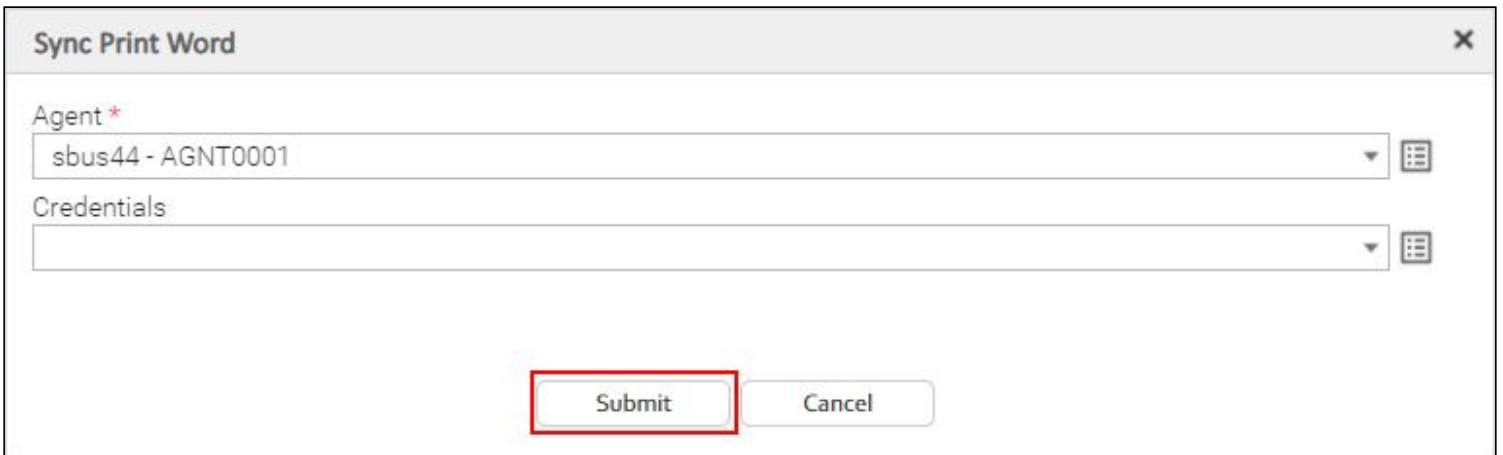 Sync Print Word
Agent *
sbus44 - AGNT0001
Credentials
Submit Cancel